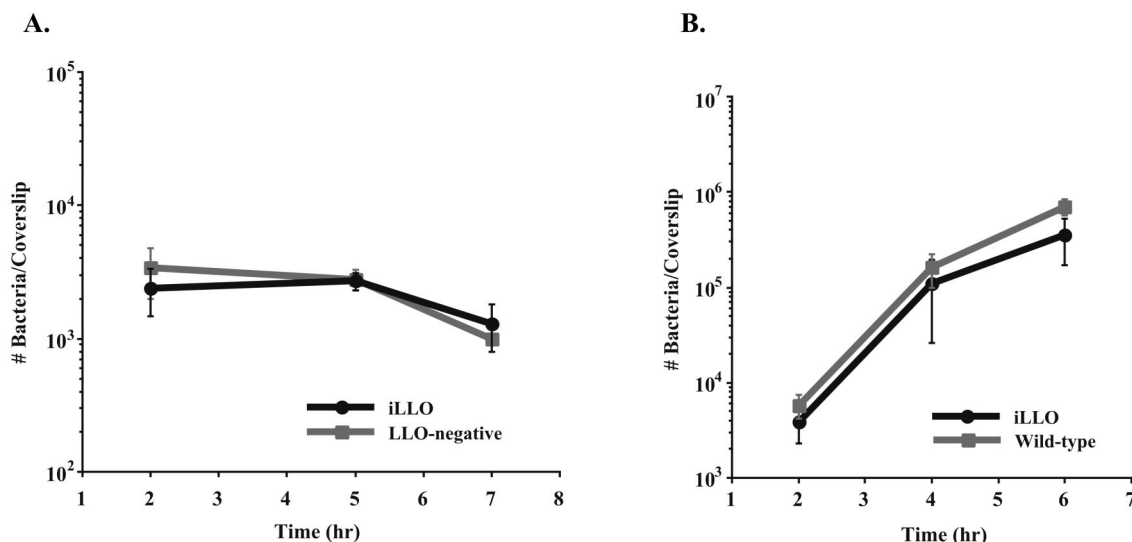 A.
# Bacteria/Coverslip
10^5
10^4
10^3
10^2
iLLO
LLO-negative
1 2 3 4 5 6 7 8
Time (hr)
B.
# Bacteria/Coverslip
10^7
10^6
10^5
10^4
10^3
iLLO
Wild-type
1 2 3 4 5 6 7
Time (hr)